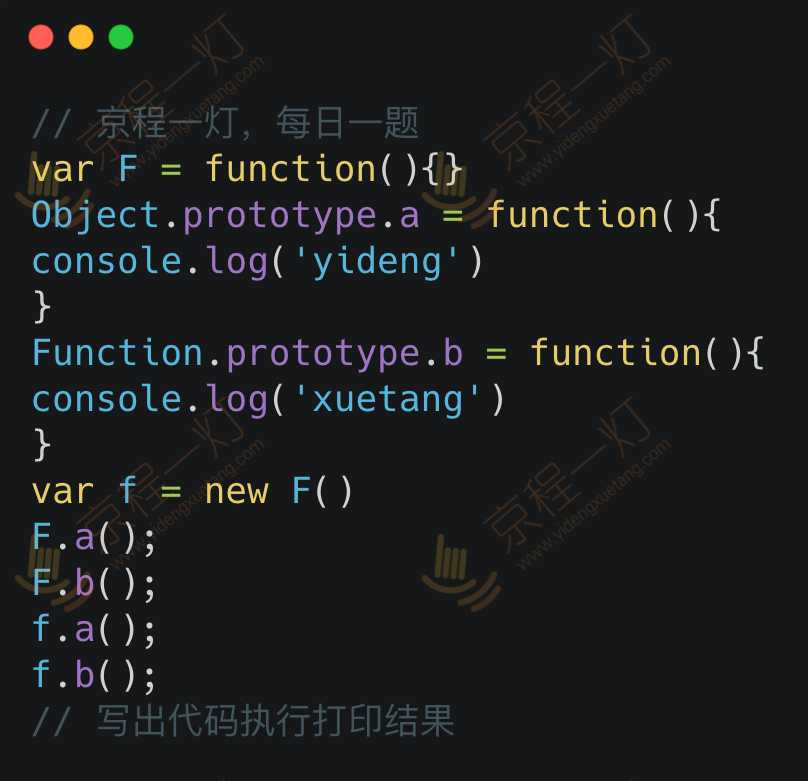 // 京程一灯，每日一题
var F = function(){}
Object.prototype.a = function(){
console.log('yideng')
}
Function.prototype.b = function(){
console.log('xuetang')
}
var f = new F()
F.a();
F.b();
f.a();
f.b();
// 写出代码执行打印结果
京程一灯
www.yidengxuetang.com
京程一灯
www.yidengxuetang.com
京程一灯
www.yidengxuetang.com
京程一灯
www.yidengxuetang.com